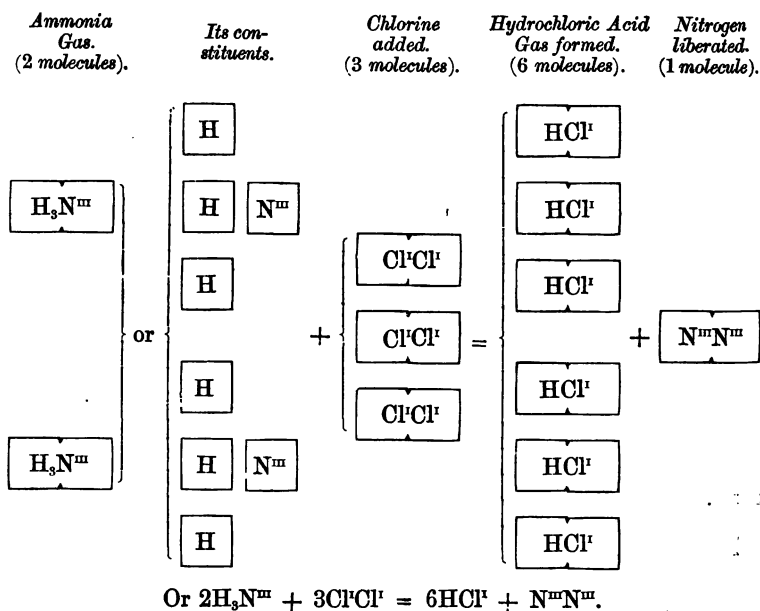 Ammonia Gas. (2 molecules).
Its constituents.
Chlorine added. (3 molecules).
Hydrochloric Acid Gas formed. (6 molecules).
Nitrogen liberated. (1 molecule).
H
HClᴵ
H₃Nᴵᴵᴵ
H Nᴵᴵᴵ
HClᴵ
ClᴵClᴵ
H
HClᴵ
or
+
ClᴵClᴵ
=
+
NᴵᴵᴵNᴵᴵᴵ
H
ClᴵClᴵ
HClᴵ
H₃Nᴵᴵᴵ
H Nᴵᴵᴵ
HClᴵ
H
HClᴵ
Or 2H₃Nᴵᴵᴵ + 3ClᴵClᴵ = 6HClᴵ + NᴵᴵᴵNᴵᴵᴵ.